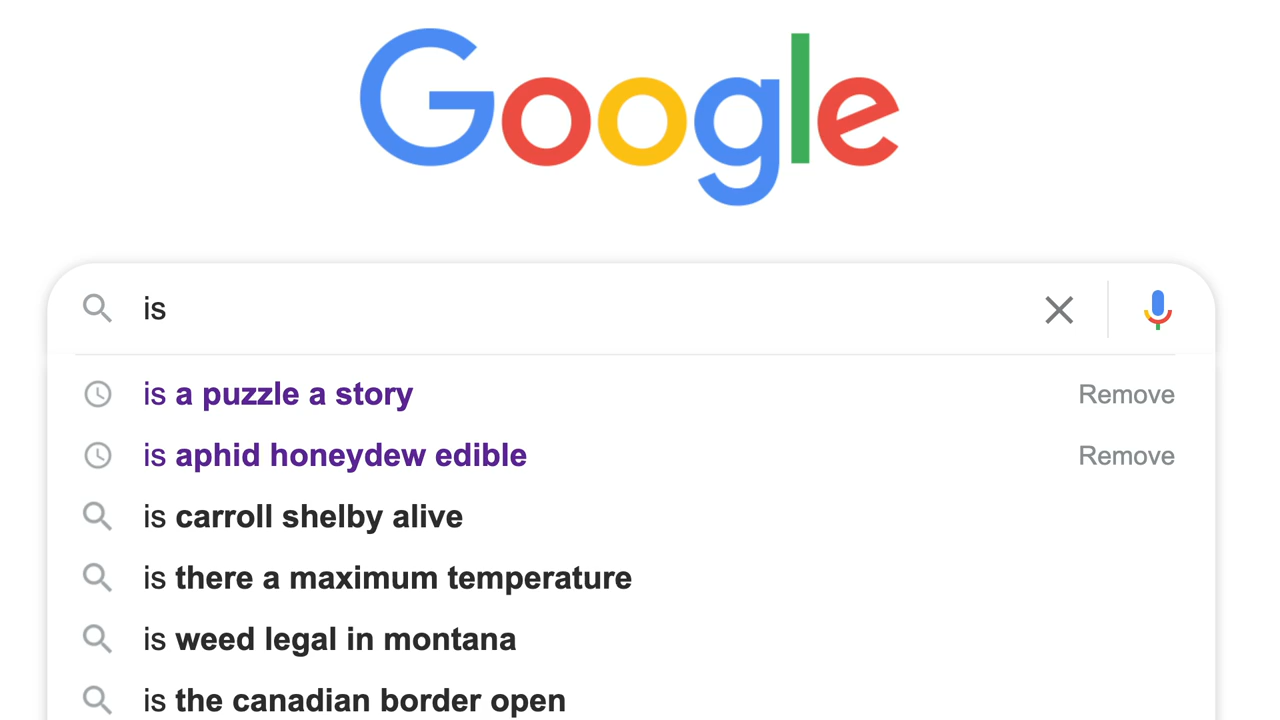 Google
is
is a puzzle a story
Remove
is aphid honeydew edible
Remove
is carroll shelby alive
is there a maximum temperature
is weed legal in montana
is the canadian border open